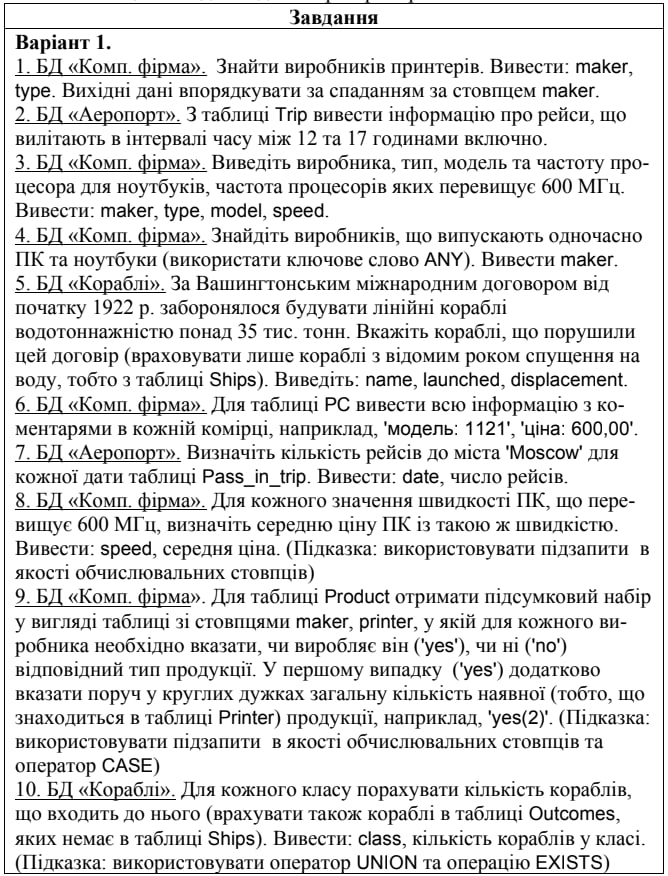 Завдання
Варіант 1.
1. БД «Комп. фірма». Знайти виробників принтерів. Вивести: maker,
type. Вихідні дані впорядкувати за спаданням за стовпцем maker.
2. БД «Аеропорт». З таблиці Trip вивести інформацію про рейси, що
вилітають в інтервалі часу між 12 та 17 годинами включно.
3. БД «Комп. фірма». Виведіть виробника, тип, модель та частоту про-
цесора для ноутбуків, частота процесорів яких перевищує 600 МГц.
Вивести: maker, type, model, speed.
4. БД «Комп. фірма». Знайдіть виробників, що випускають одночасно
ПК та ноутбуки (використати ключове слово ANY). Вивести maker.
5. БД «Кораблі». За Вашингтонським міжнародним договором від
початку 1922 р. заборонялося будувати лінійні кораблі
водотоннажністю понад 35 тис. тонн. Вкажіть кораблі, що порушили
цей договір (враховувати лише кораблі з відомим роком спущення на
воду, тобто з таблиці Ships). Виведіть: name, launched, displacement.
6. БД «Комп. фірма». Для таблиці PC вивести всю інформацію з ко-
ментарями в кожній комірці, наприклад, 'модель: 1121', 'ціна: 600,00'.
7. БД «Аеропорт». Визначіть кількість рейсів до міста 'Moscow' для
кожної дати таблиці Pass_in_trip. Вивести: date, число рейсів.
8. БД «Комп. фірма». Для кожного значення швидкості ПК, що пере-
вищує 600 МГц, визначіть середню ціну ПК із такою ж швидкістю.
Вивести: speed, середня ціна. (Підказка: використовувати підзапити в
якості обчислювальних стовпців)
9. БД «Комп. фірма». Для таблиці Product отримати підсумковий набір
у вигляді таблиці зі стовпцями maker, printer, у якій для кожного ви-
робника необхідно вказати, чи виробляє він ('yes'), чи ні ('no')
відповідний тип продукції. У першому випадку ('yes') додатково
вказати поруч у круглих дужках загальну кількість наявної (тобто, що
знаходиться в таблиці Printer) продукції, наприклад, 'yes(2)'. (Підказка:
використовувати підзапити в якості обчислювальних стовпців та
оператор CASE)
10. БД «Кораблі». Для кожного класу порахувати кількість кораблів,
що входить до нього (врахувати також кораблі в таблиці Outcomes,
яких немає в таблиці Ships). Вивести: class, кількість кораблів у класі.
(Підказка: використовувати оператор UNION та операцію EXISTS)